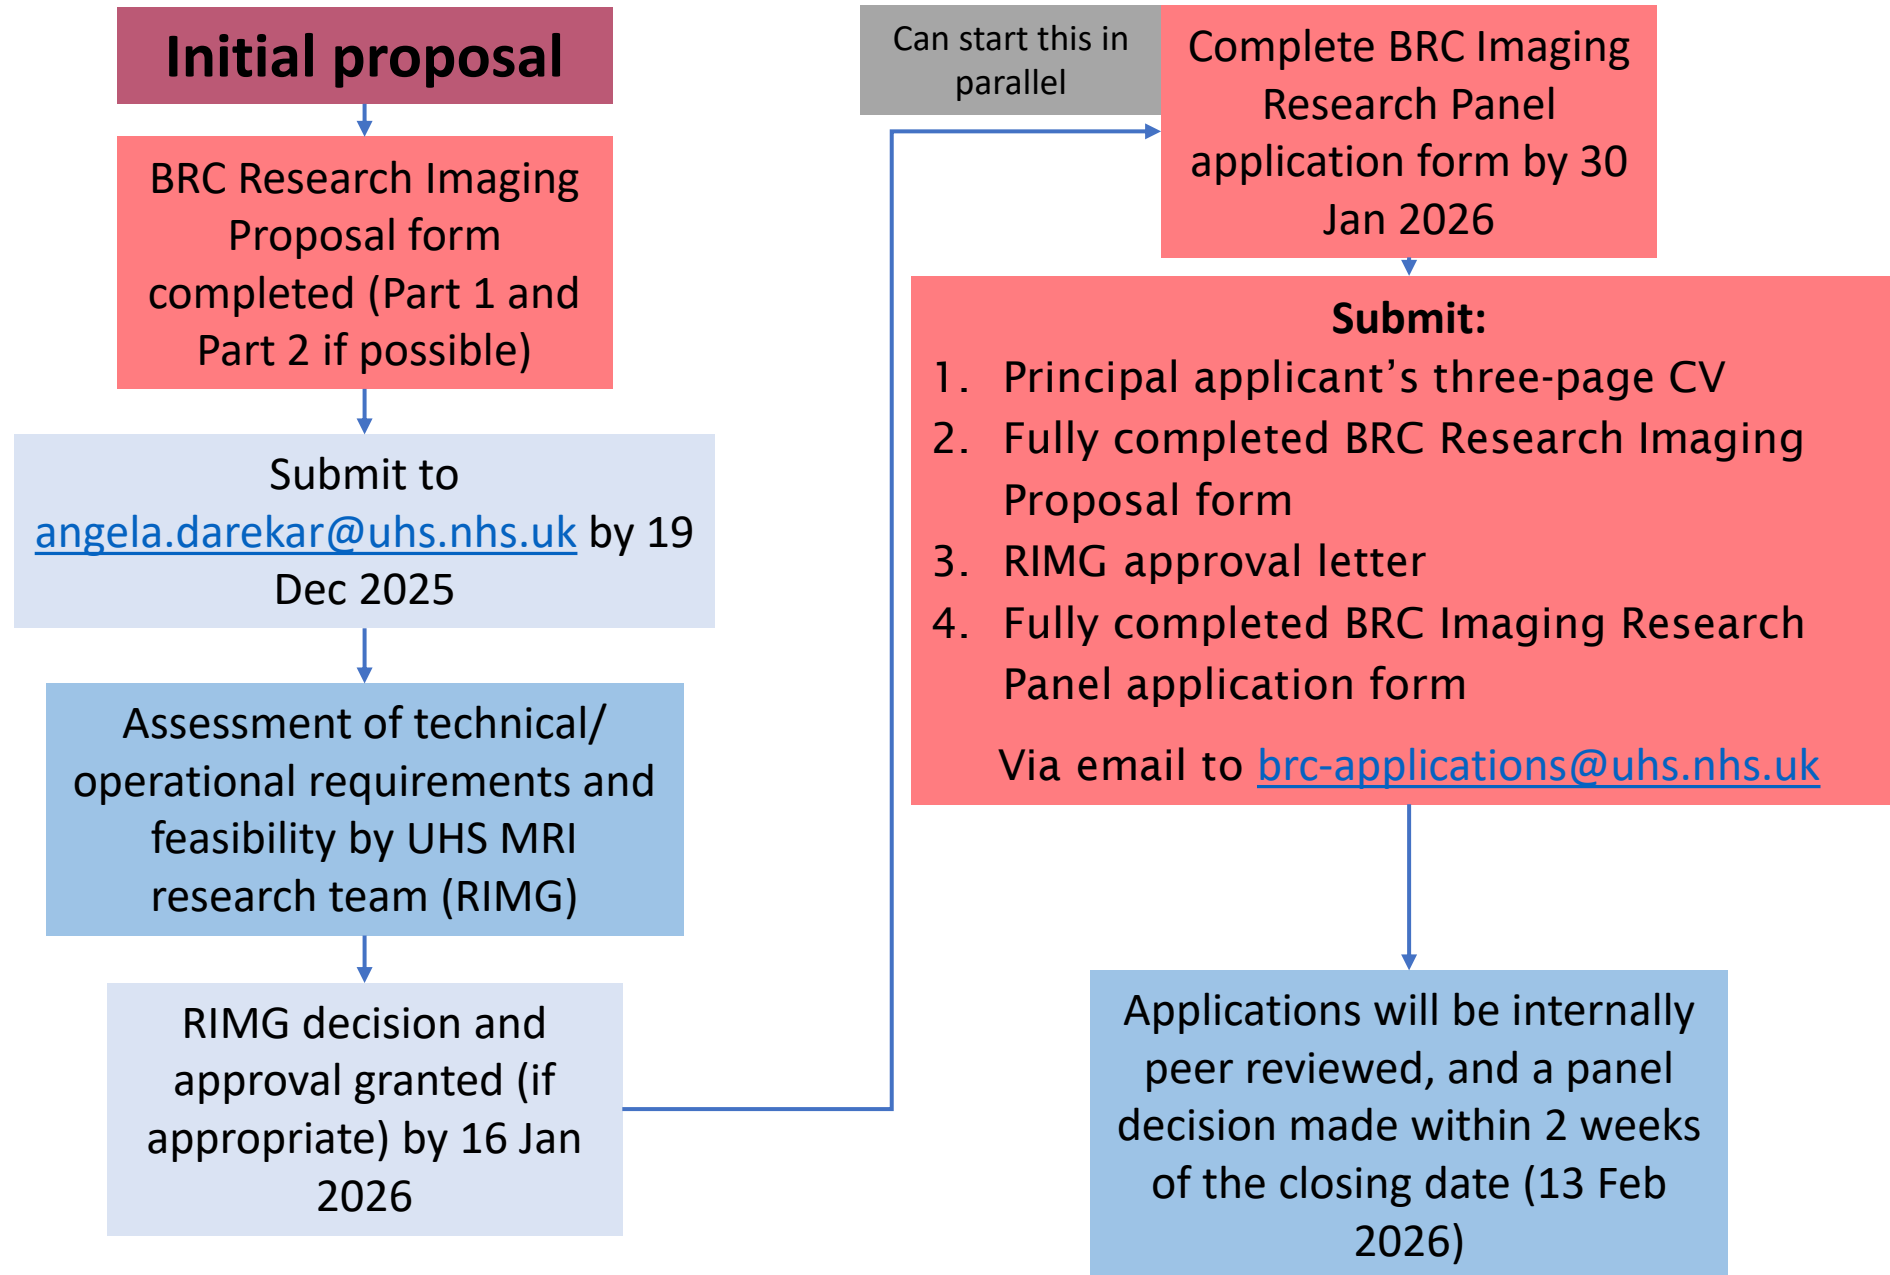 Initial proposal
BRC Research Imaging
Proposal form
completed (Part 1 and
Part 2 if possible)
Submit to
angela.darekar@uhs.nhs.uk by 19
Dec 2025
Assessment of technical/
operational requirements and
feasibility by UHS MRI
research team (RIMG)
RIMG decision and
approval granted (if
appropriate) by 16 Jan
2026
Can start this in
parallel
Complete BRC Imaging
Research Panel
application form by 30
Jan 2026
Submit:
1. Principal applicant’s three-page CV
2. Fully completed BRC Research Imaging
Proposal form
3. RIMG approval letter
4. Fully completed BRC Imaging Research
Panel application form
Via email to brc-applications@uhs.nhs.uk
Applications will be internally
peer reviewed, and a panel
decision made within 2 weeks
of the closing date (13 Feb
2026)